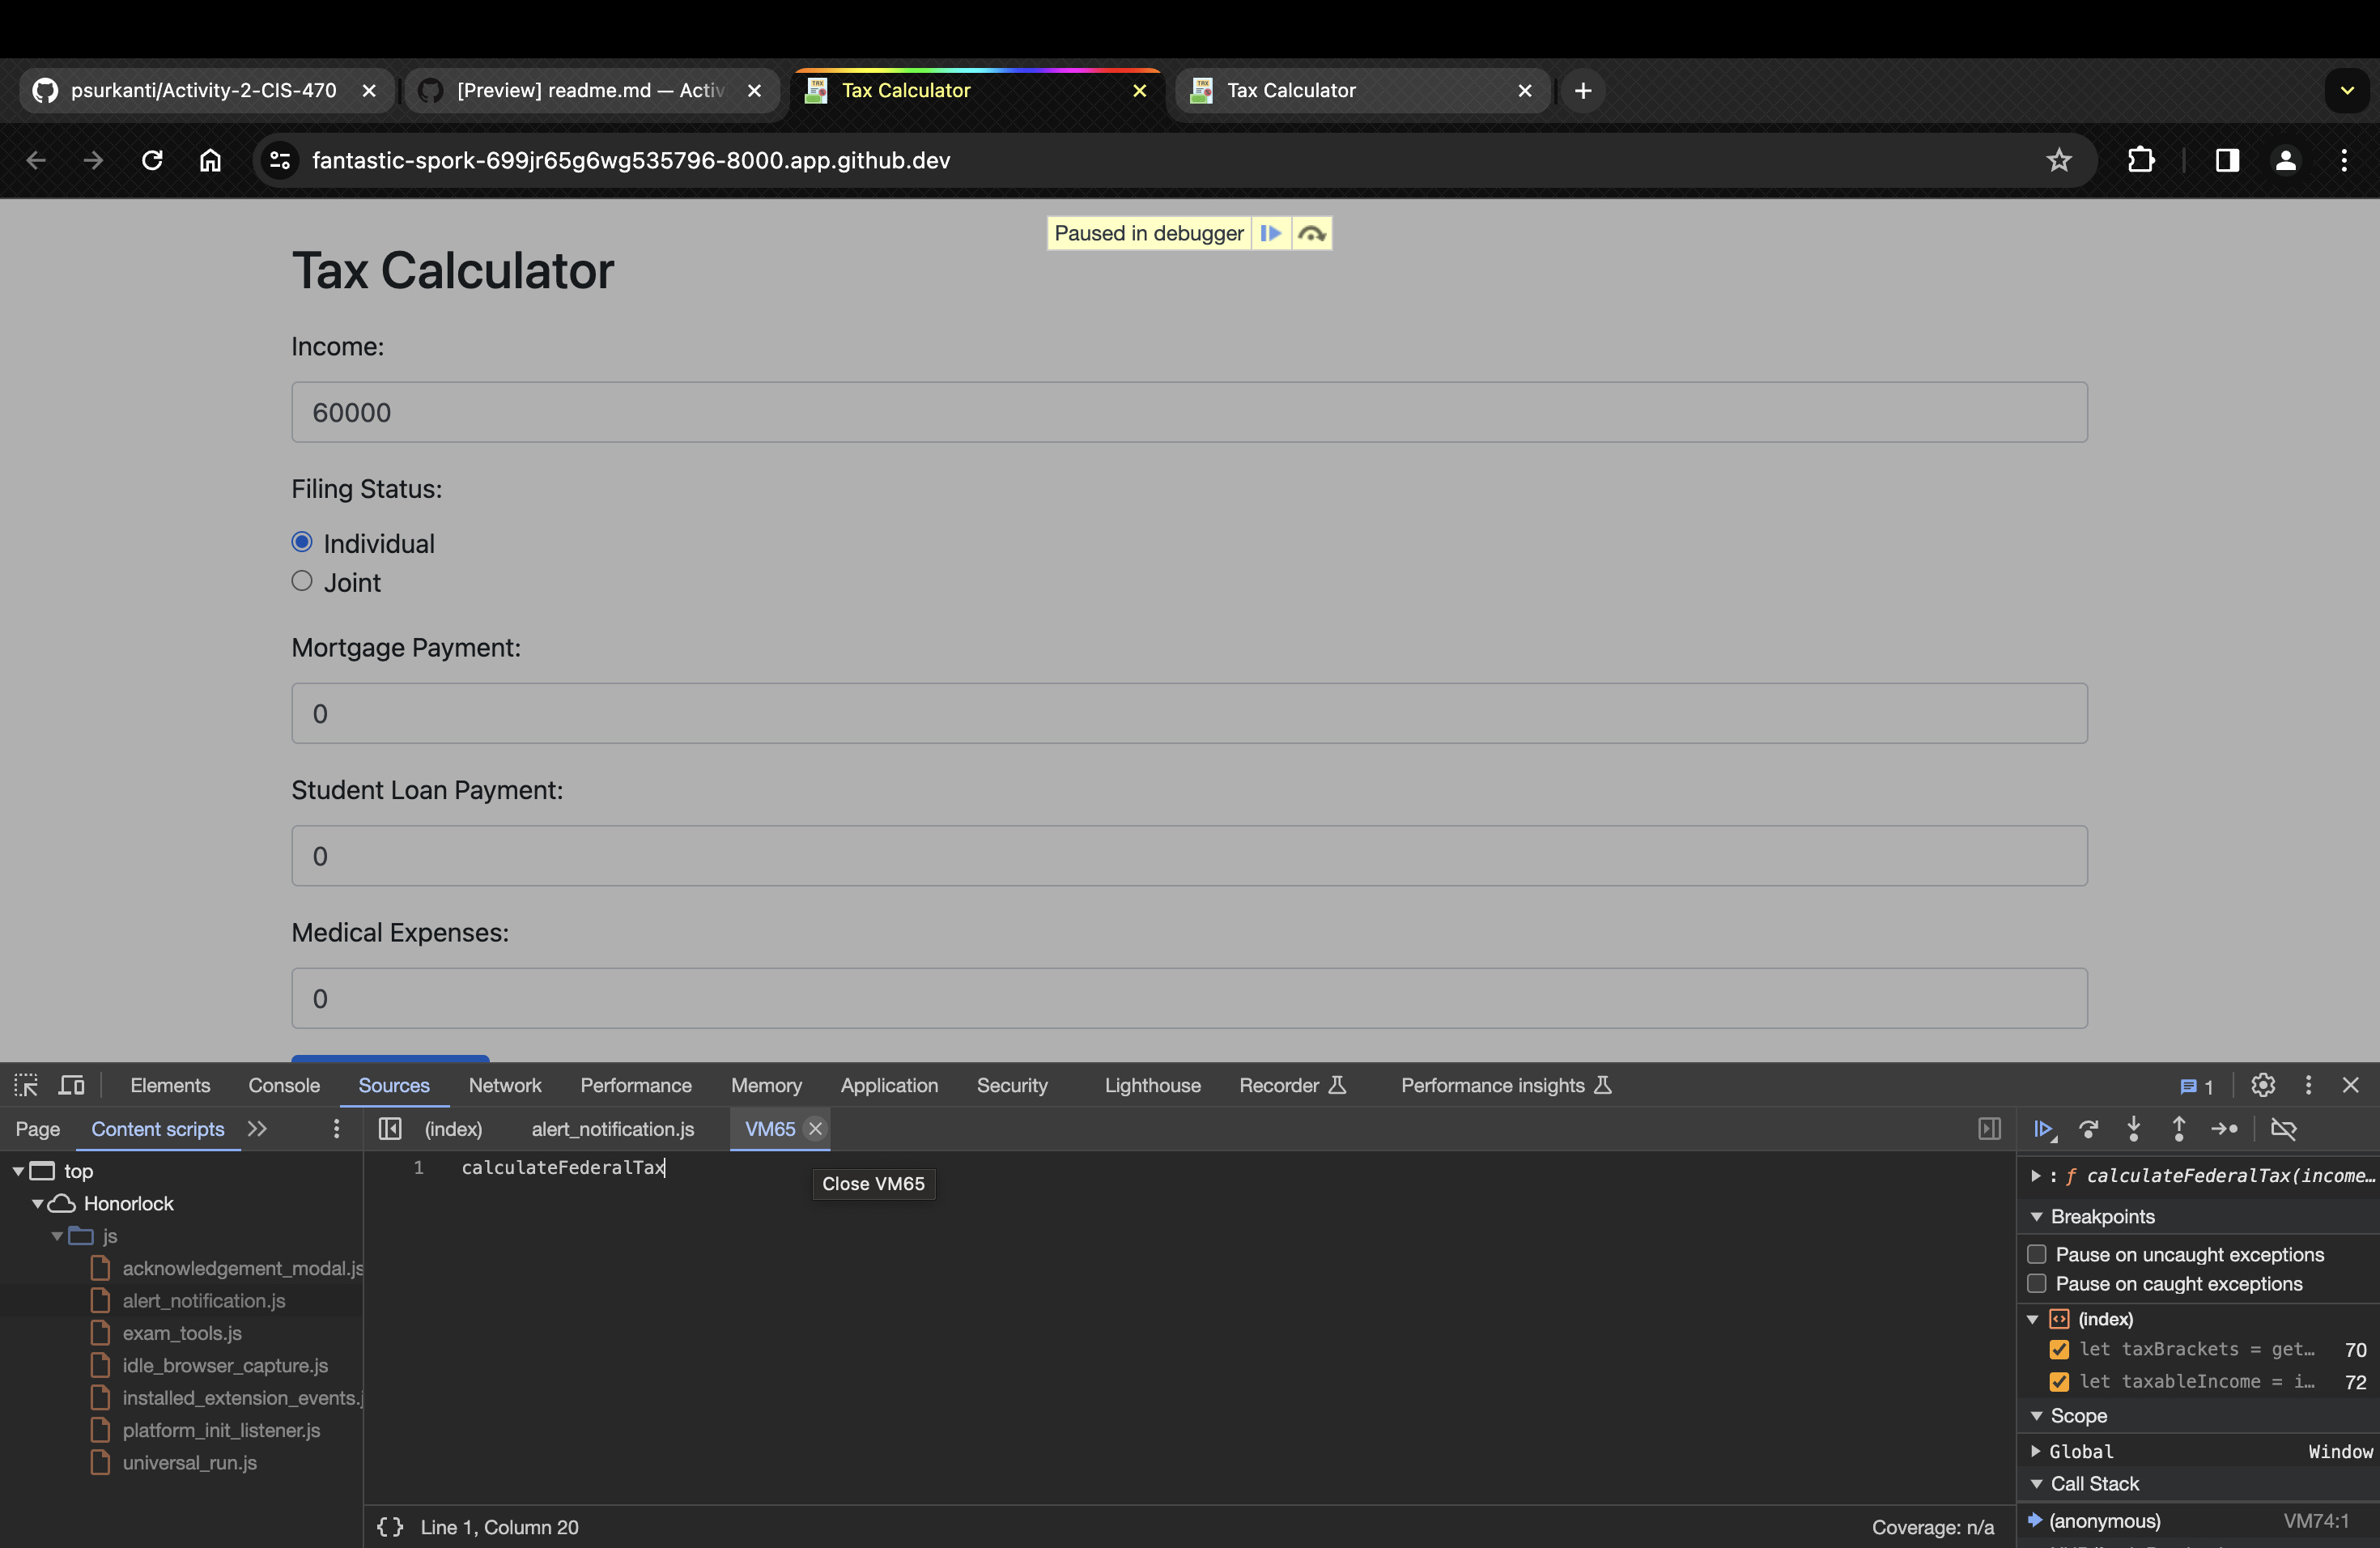 psurkanti/Activity-2-CIS-470
[Preview] readme.md — Activ
Tax Calculator
Tax Calculator
fantastic-spork-699jr65g6wg535796-8000.app.github.dev
Paused in debugger
Tax Calculator
Income:
60000
Filing Status:
Individual
Joint
Mortgage Payment:
0
Student Loan Payment:
0
Medical Expenses:
0
Elements Console Sources Network Performance Memory Application Security Lighthouse Recorder Performance insights 1
Page Content scripts
(index) alert_notification.js VM65
top
Honorlock
js
acknowledgement_modal.js
alert_notification.js
exam_tools.js
idle_browser_capture.js
installed_extension_events.j
platform_init_listener.js
universal_run.js
1 calculateFederalTax
Close VM65
{ } Line 1, Column 20
Coverage: n/a
: ƒ calculateFederalTax(income…
Breakpoints
Pause on uncaught exceptions
Pause on caught exceptions
(index)
let taxBrackets = get… 70
let taxableIncome = i… 72
Scope
Global Window
Call Stack
(anonymous) VM74:1